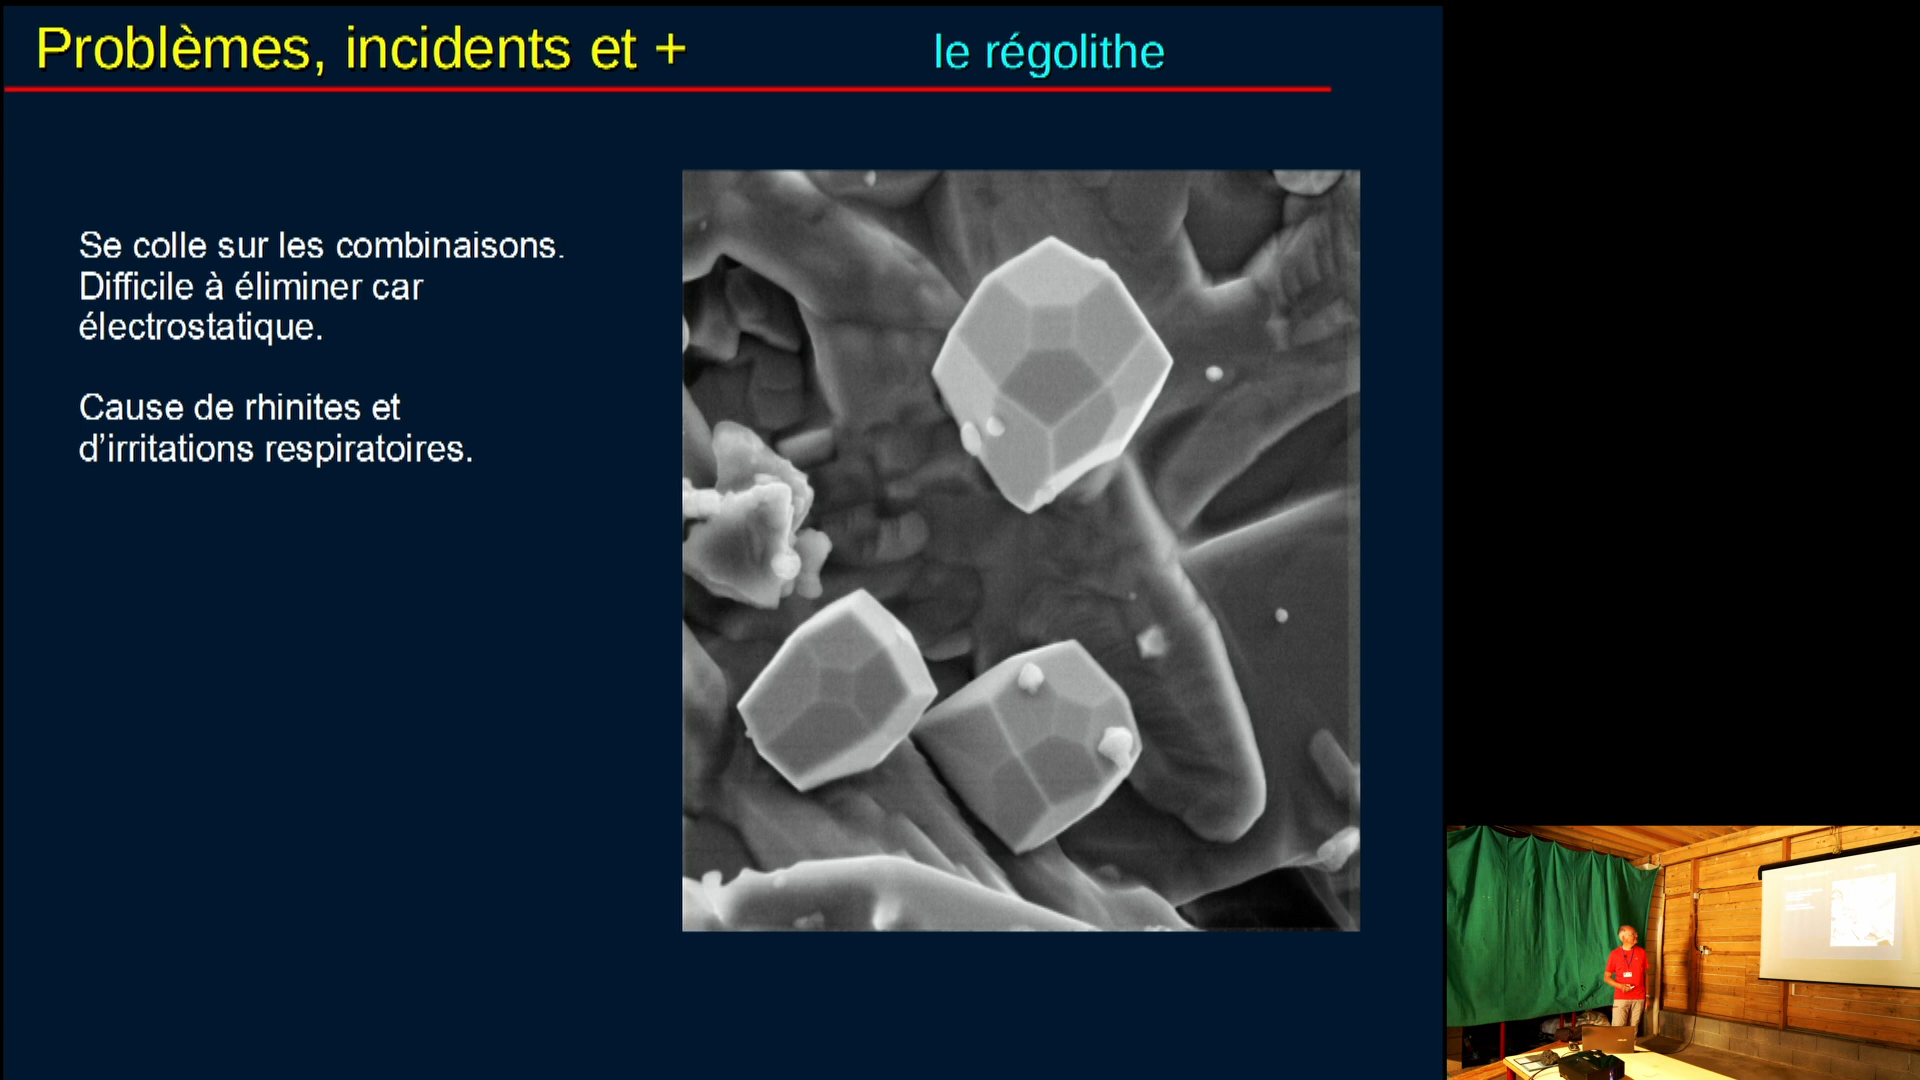 Problèmes, incidents et +
le régolithe
Se colle sur les combinaisons.
Difficile à éliminer car
électrostatique.
Cause de rhinites et
d’irritations respiratoires.